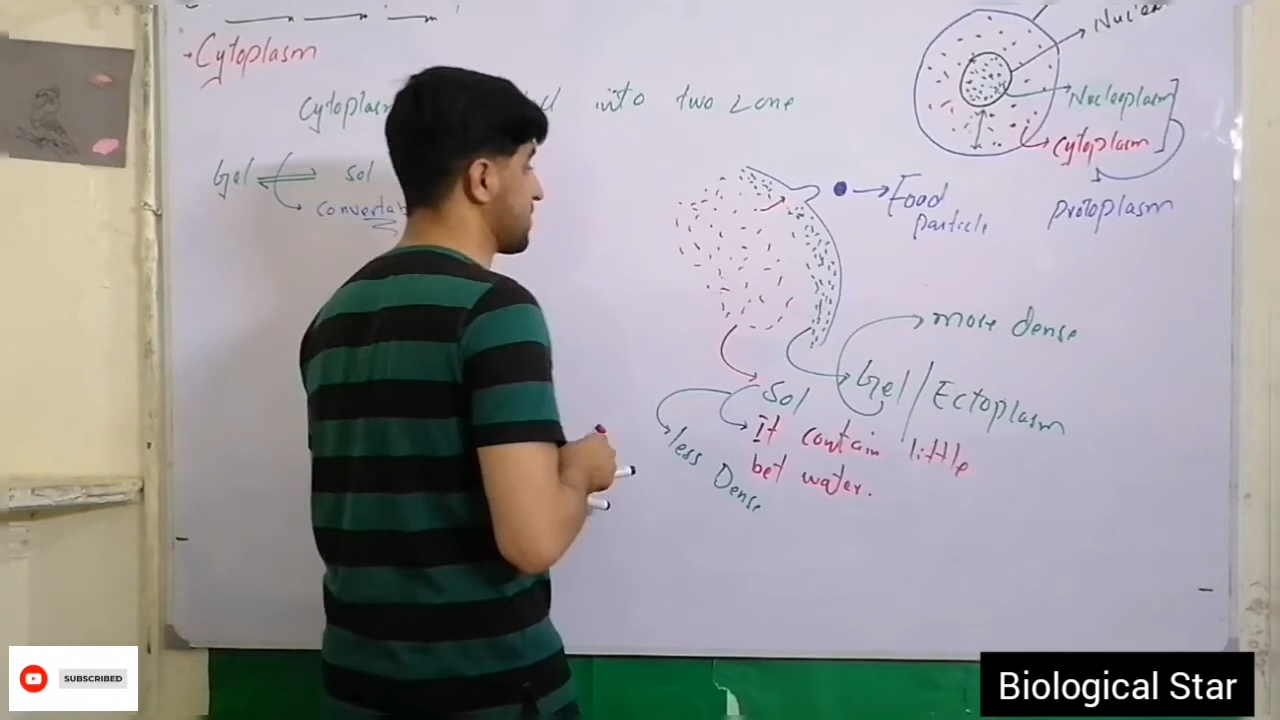 Cytoplasm
Cytoplasm into two zone
Gel sol
convertab
Nucleoplasm
Cytoplasm
Protoplasm
Food
particle
more dense
Gel / Ectoplasm
Sol
It contain little
bet water.
less Dense
SUBSCRIBED
Biological Star